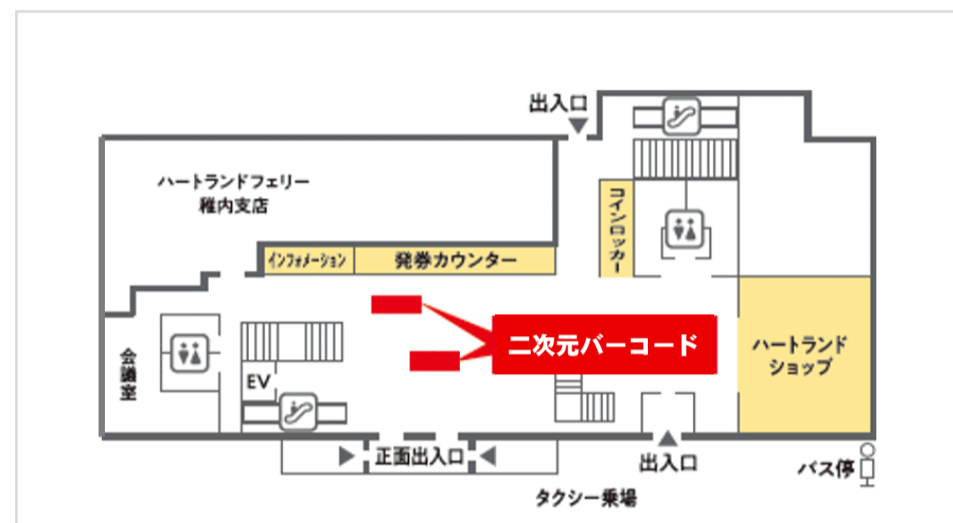 出入口
ハートランドフェリー
稚内支店
コインロッカー
インフォメーション
発券カウンター
二次元バーコード
ハートランド
ショップ
会議室
EV
正面出入口
出入口
バス停
タクシー乗場